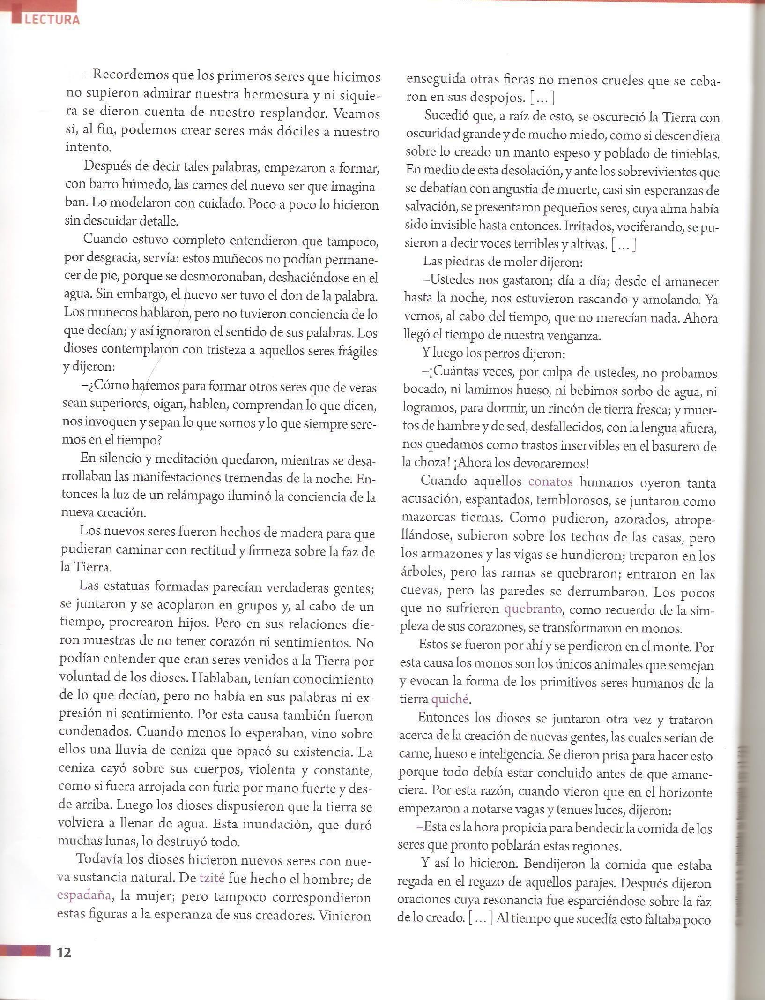 LECTURA
–Recordemos que los primeros seres que hicimos
no supieron admirar nuestra hermosura y ni siquie-
ra se dieron cuenta de nuestro resplandor. Veamos
si, al fin, podemos crear seres más dóciles a nuestro
intento.
Después de decir tales palabras, empezaron a formar,
con barro húmedo, las carnes del nuevo ser que imagina-
ban. Lo modelaron con cuidado. Poco a poco lo hicieron
sin descuidar detalle.
Cuando estuvo completo entendieron que tampoco,
por desgracia, servía: estos muñecos no podían permane-
cer de pie, porque se desmoronaban, deshaciéndose en el
agua. Sin embargo, el nuevo ser tuvo el don de la palabra.
Los muñecos hablaron, pero no tuvieron conciencia de lo
que decían; y así ignoraron el sentido de sus palabras. Los
dioses contemplaron con tristeza a aquellos seres frágiles
y dijeron:
–¿Cómo haremos para formar otros seres que de veras
sean superiores, oigan, hablen, comprendan lo que dicen,
nos invoquen y sepan lo que somos y lo que siempre sere-
mos en el tiempo?
En silencio y meditación quedaron, mientras se desa-
rrollaban las manifestaciones tremendas de la noche. En-
tonces la luz de un relámpago iluminó la conciencia de la
nueva creación.
Los nuevos seres fueron hechos de madera para que
pudieran caminar con rectitud y firmeza sobre la faz de
la Tierra.
Las estatuas formadas parecían verdaderas gentes;
se juntaron y se acoplaron en grupos y, al cabo de un
tiempo, procrearon hijos. Pero en sus relaciones die-
ron muestras de no tener corazón ni sentimientos. No
podían entender que eran seres venidos a la Tierra por
voluntad de los dioses. Hablaban, tenían conocimiento
de lo que decían, pero no había en sus palabras ni ex-
presión ni sentimiento. Por esta causa también fueron
condenados. Cuando menos lo esperaban, vino sobre
ellos una lluvia de ceniza que opacó su existencia. La
ceniza cayó sobre sus cuerpos, violenta y constante,
como si fuera arrojada con furia por mano fuerte y des-
de arriba. Luego los dioses dispusieron que la tierra se
volviera a llenar de agua. Esta inundación, que duró
muchas lunas, lo destruyó todo.
Todavía los dioses hicieron nuevos seres con nue-
va sustancia natural. De tzité fue hecho el hombre; de
espadaña, la mujer; pero tampoco correspondieron
estas figuras a la esperanza de sus creadores. Vinieron
enseguida otras fieras no menos crueles que se ceba-
ron en sus despojos. [...]
Sucedió que, a raíz de esto, se oscureció la Tierra con
oscuridad grande y de mucho miedo, como si descendiera
sobre lo creado un manto espeso y poblado de tinieblas.
En medio de esta desolación, y ante los sobrevivientes que
se debatían con angustia de muerte, casi sin esperanzas de
salvación, se presentaron pequeños seres, cuya alma había
sido invisible hasta entonces. Irritados, vociferando, se pu-
sieron a decir voces terribles y altivas. [...]
Las piedras de moler dijeron:
–Ustedes nos gastaron; día a día; desde el amanecer
hasta la noche, nos estuvieron rascando y amolando. Ya
vemos, al cabo del tiempo, que no merecían nada. Ahora
llegó el tiempo de nuestra venganza.
Y luego los perros dijeron:
–¡Cuántas veces, por culpa de ustedes, no probamos
bocado, ni lamimos hueso, ni bebimos sorbo de agua, ni
logramos, para dormir, un rincón de tierra fresca; y muer-
tos de hambre y de sed, desfallecidos, con la lengua afuera,
nos quedamos como trastos inservibles en el basurero de
la choza! ¡Ahora los devoraremos!
Cuando aquellos conatos humanos oyeron tanta
acusación, espantados, temblorosos, se juntaron como
mazorcas tiernas. Como pudieron, azorados, atrope-
llándose, subieron sobre los techos de las casas, pero
los armazones y las vigas se hundieron; treparon en los
árboles, pero las ramas se quebraron; entraron en las
cuevas, pero las paredes se derrumbaron. Los pocos
que no sufrieron quebranto, como recuerdo de la sim-
pleza de sus corazones, se transformaron en monos.
Estos se fueron por ahí y se perdieron en el monte. Por
esta causa los monos son los únicos animales que semejan
y evocan la forma de los primitivos seres humanos de la
tierra quiché.
Entonces los dioses se juntaron otra vez y trataron
acerca de la creación de nuevas gentes, las cuales serían de
carne, hueso e inteligencia. Se dieron prisa para hacer esto
porque todo debía estar concluido antes de que amane-
ciera. Por esta razón, cuando vieron que en el horizonte
empezaron a notarse vagas y tenues luces, dijeron:
–Esta es la hora propicia para bendecir la comida de los
seres que pronto poblarán estas regiones.
Y así lo hicieron. Bendijeron la comida que estaba
regada en el regazo de aquellos parajes. Después dijeron
oraciones cuya resonancia fue esparciéndose sobre la faz
de lo creado. [...] Al tiempo que sucedía esto faltaba poco
12